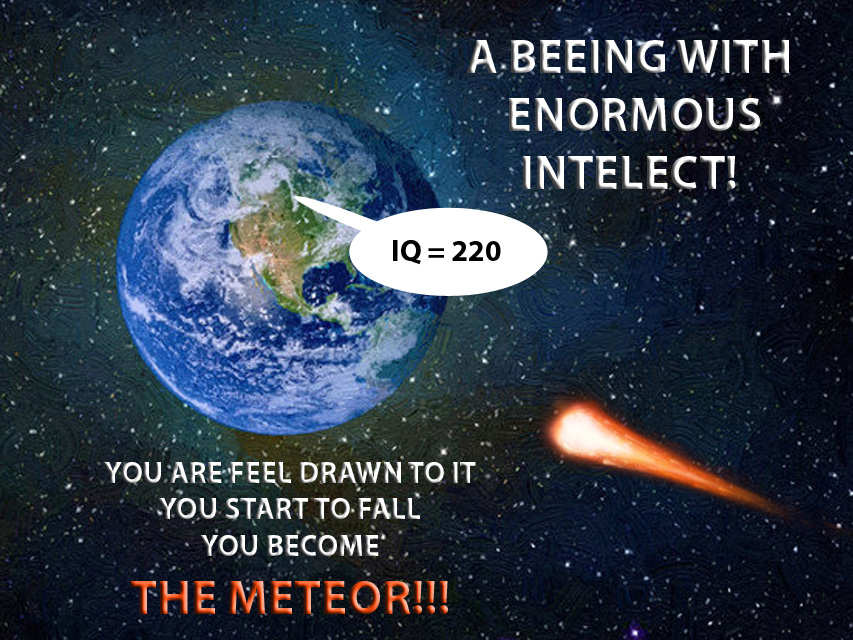 A BEEING WITH
ENORMOUS
INTELECT!
IQ = 220
YOU ARE FEEL DRAWN TO IT
YOU START TO FALL
YOU BECOME
THE METEOR!!!